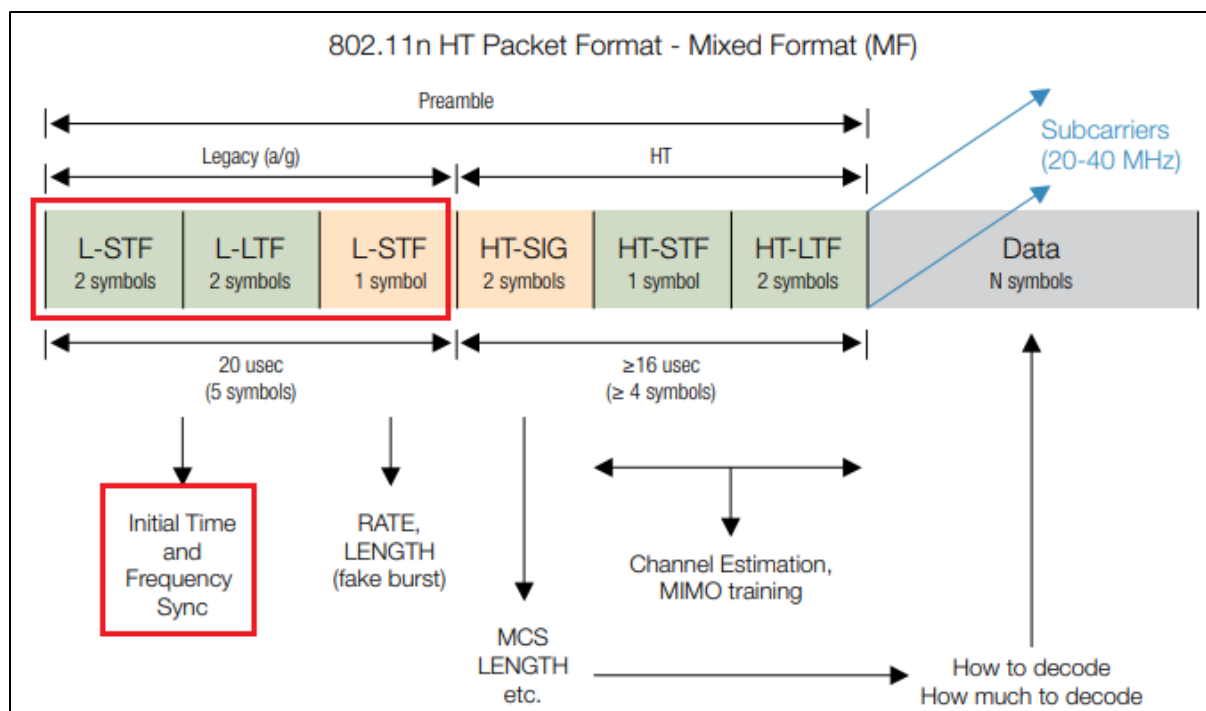 802.11n HT Packet Format - Mixed Format (MF)
Preamble
Subcarriers
(20-40 MHz)
Legacy (a/g)
HT
L-STF
2 symbols
L-LTF
2 symbols
L-STF
1 symbol
HT-SIG
2 symbols
HT-STF
1 symbol
HT-LTF
2 symbols
Data
N symbols
20 usec
(5 symbols)
≥16 usec
(≥ 4 symbols)
Initial Time
and
Frequency
Sync
RATE,
LENGTH
(fake burst)
Channel Estimation,
MIMO training
MCS
LENGTH
etc.
How to decode
How much to decode